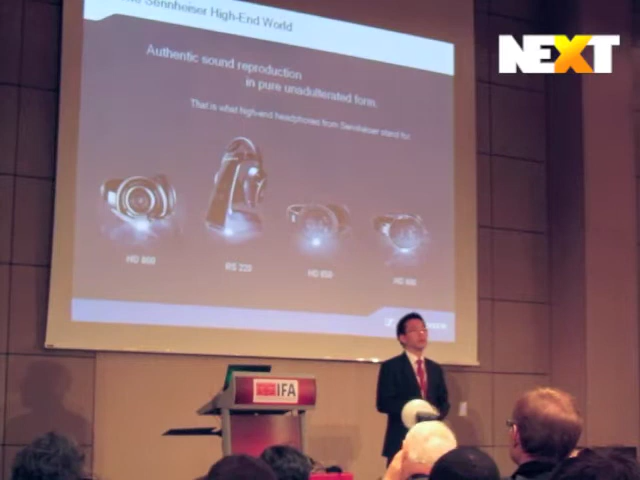 Sennheiser High-End World
NEXT
Authentic sound reproduction
in pure unadulterated form.
That is what high-end headphones from Sennheiser stand for.
HD 800
RS 220
HD 650
HD 600
IFA